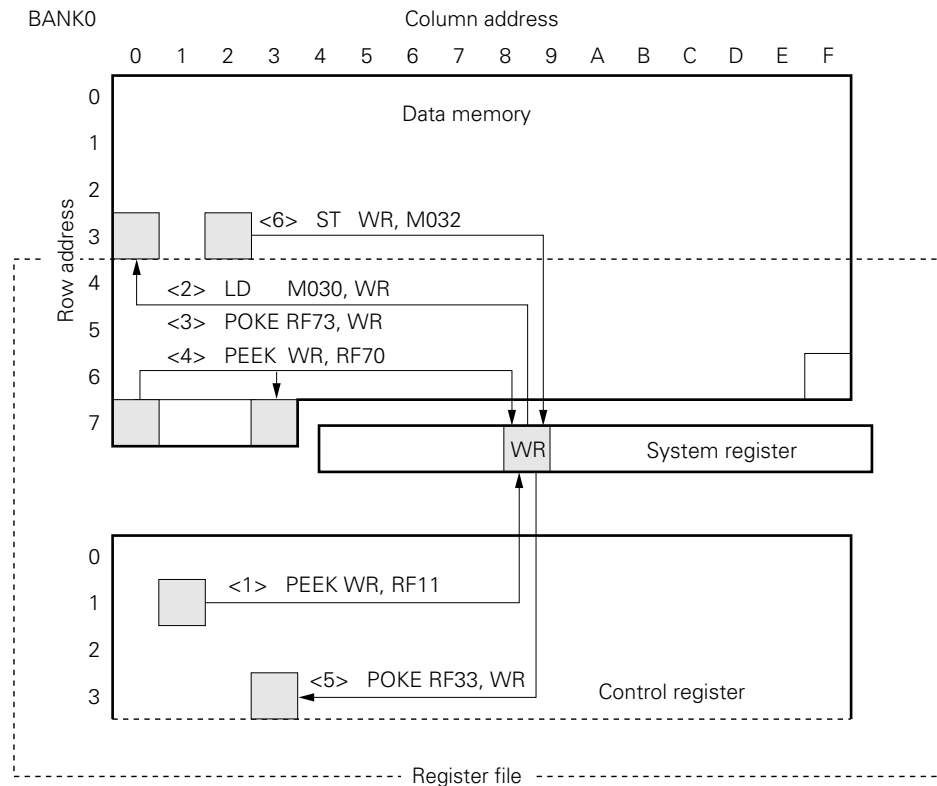 BANK0 Column address
0 1 2 3 4 5 6 7 8 9 A B C D E F
Row address
0
Data memory
1
2
<6> ST WR, M032
3
4
<2> LD M030, WR
5
<3> POKE RF73, WR
<4> PEEK WR, RF70
6
7
WR System register
0
<1> PEEK WR, RF11
1
2
<5> POKE RF33, WR
3 Control register
Register file